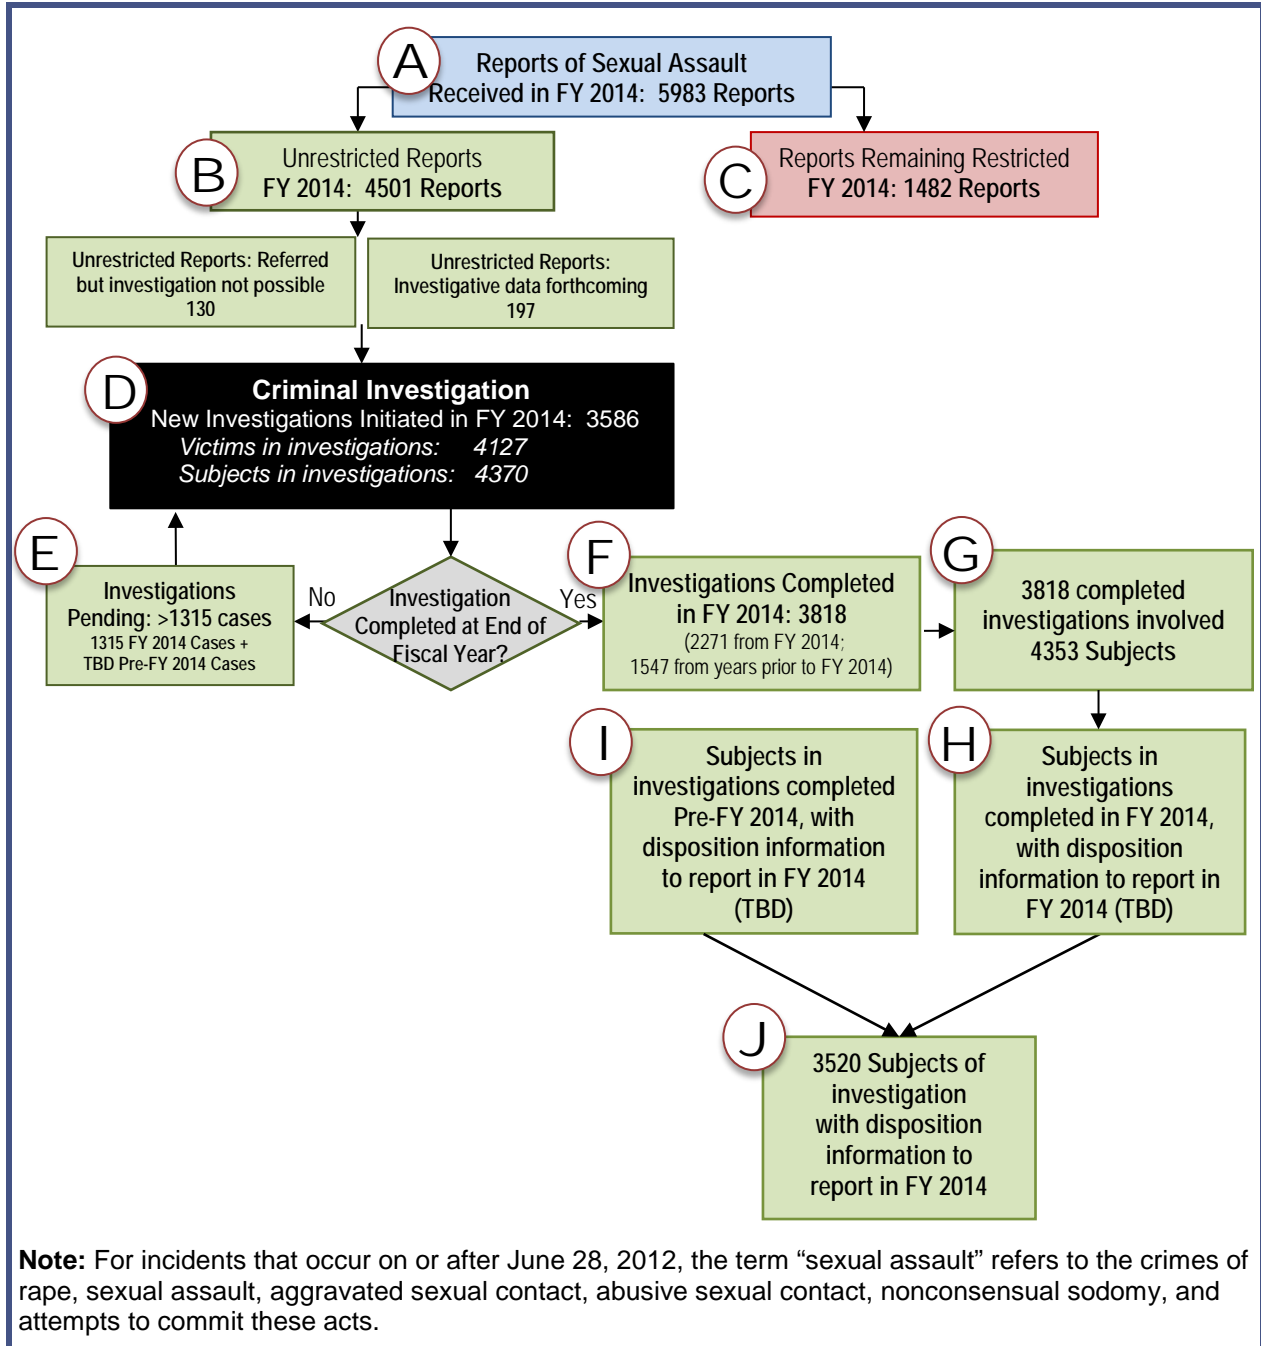 A
Reports of Sexual Assault
Received in FY 2014: 5983 Reports
B
Unrestricted Reports
FY 2014: 4501 Reports
C
Reports Remaining Restricted
FY 2014: 1482 Reports
Unrestricted Reports: Referred
but investigation not possible
130
Unrestricted Reports:
Investigative data forthcoming
197
D
Criminal Investigation
New Investigations Initiated in FY 2014: 3586
Victims in investigations: 4127
Subjects in investigations: 4370
E
Investigations
Pending: >1315 cases
1315 FY 2014 Cases +
TBD Pre-FY 2014 Cases
No
Investigation
Completed at End of
Fiscal Year?
Yes
F
Investigations Completed
in FY 2014: 3818
(2271 from FY 2014;
1547 from years prior to FY 2014)
G
3818 completed
investigations involved
4353 Subjects
I
Subjects in
investigations completed
Pre-FY 2014, with
disposition information
to report in FY 2014
(TBD)
H
Subjects in
investigations
completed in FY 2014,
with disposition
information to report in
FY 2014 (TBD)
J
3520 Subjects of
investigation
with disposition
information to
report in FY 2014
Note: For incidents that occur on or after June 28, 2012, the term “sexual assault” refers to the crimes of
rape, sexual assault, aggravated sexual contact, abusive sexual contact, nonconsensual sodomy, and
attempts to commit these acts.